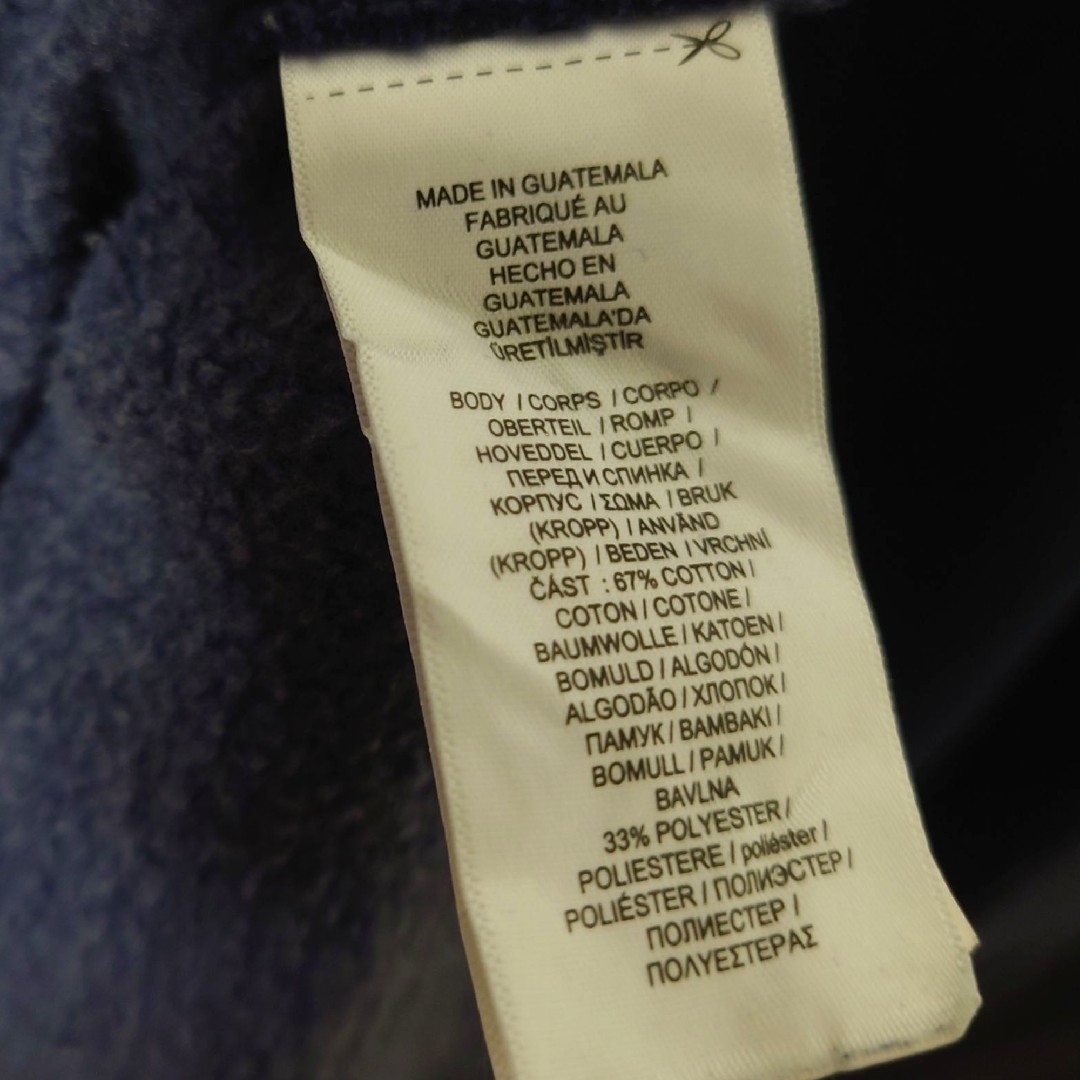 MADE IN GUATEMALA
FABRIQUÉ AU
GUATEMALA
HECHO EN
GUATEMALA
GUATEMALA'DA
ÜRETİLMİŞTİR
BODY / CORPS / CORPO /
OBERTEIL / ROMP /
HOVEDDEL / CUERPO /
ПЕРЕД И СПИНКА /
КОРПУС / ΣΩΜΑ / BRUK
(KROPP) / ANVÄND
(KROPP) / BEDEN / VRCHNÍ
ČÁST : 67% COTTON /
COTON / COTONE /
BAUMWOLLE / KATOEN /
BOMULD / ALGODÓN /
ALGODÃO / ХЛОПОК /
ПАМУК / ΒΑΜΒΑΚΙ /
BOMULL / PAMUK /
BAVLNA
33% POLYESTER /
POLIESTERE / poliéster /
POLIÉSTER / ПОЛИЭСТЕР /
ПОЛИЕСТЕР /
ΠΟΛΥΕΣΤΕΡΑΣ